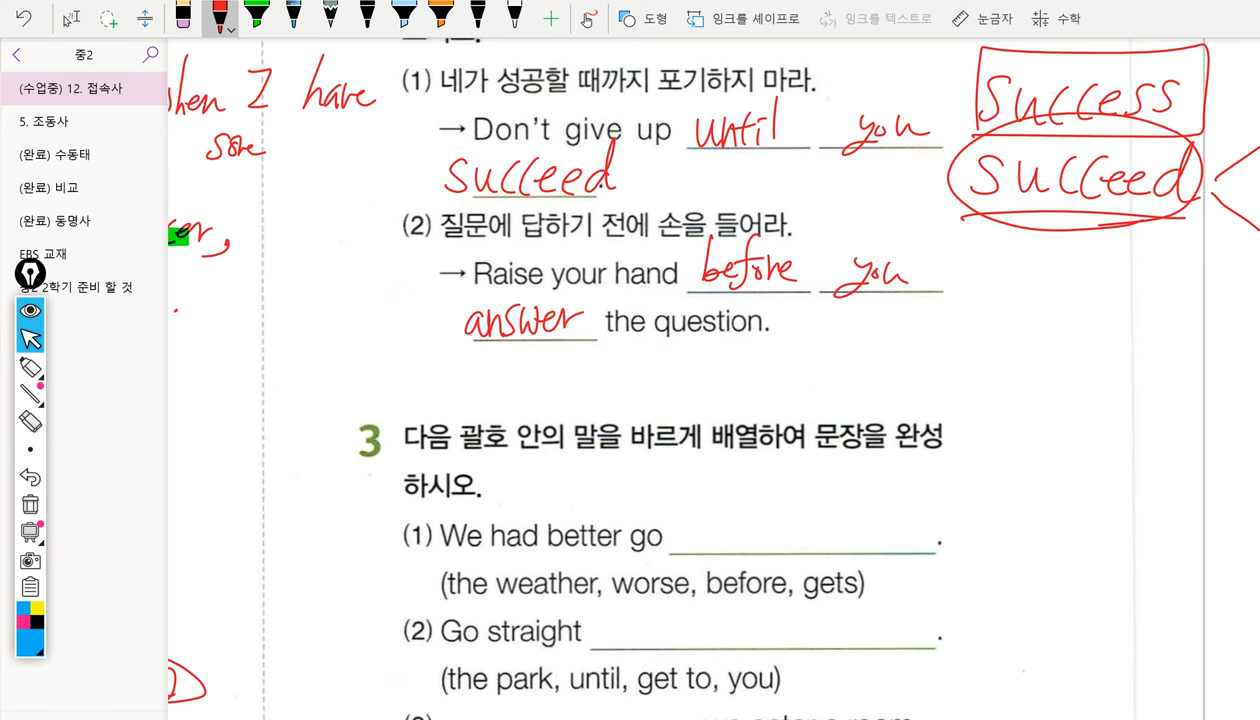 도형
잉크를 셰이프로
잉크를 텍스트로
눈금자
수학
중2
(수업중) 12. 접속사
5. 조동사
(완료) 수동태
(완료) 비교
(완료) 동명사
EBS 교재
2학기 준비 할 것
when I have
some
(1) 네가 성공할 때까지 포기하지 마라.
→ Don't give up until you
succeed.
success
succeed
(2) 질문에 답하기 전에 손을 들어라.
→ Raise your hand before you
answer the question.
3 다음 괄호 안의 말을 바르게 배열하여 문장을 완성
하시오.
(1) We had better go .
(the weather, worse, before, gets)
(2) Go straight .
(the park, until, get to, you)